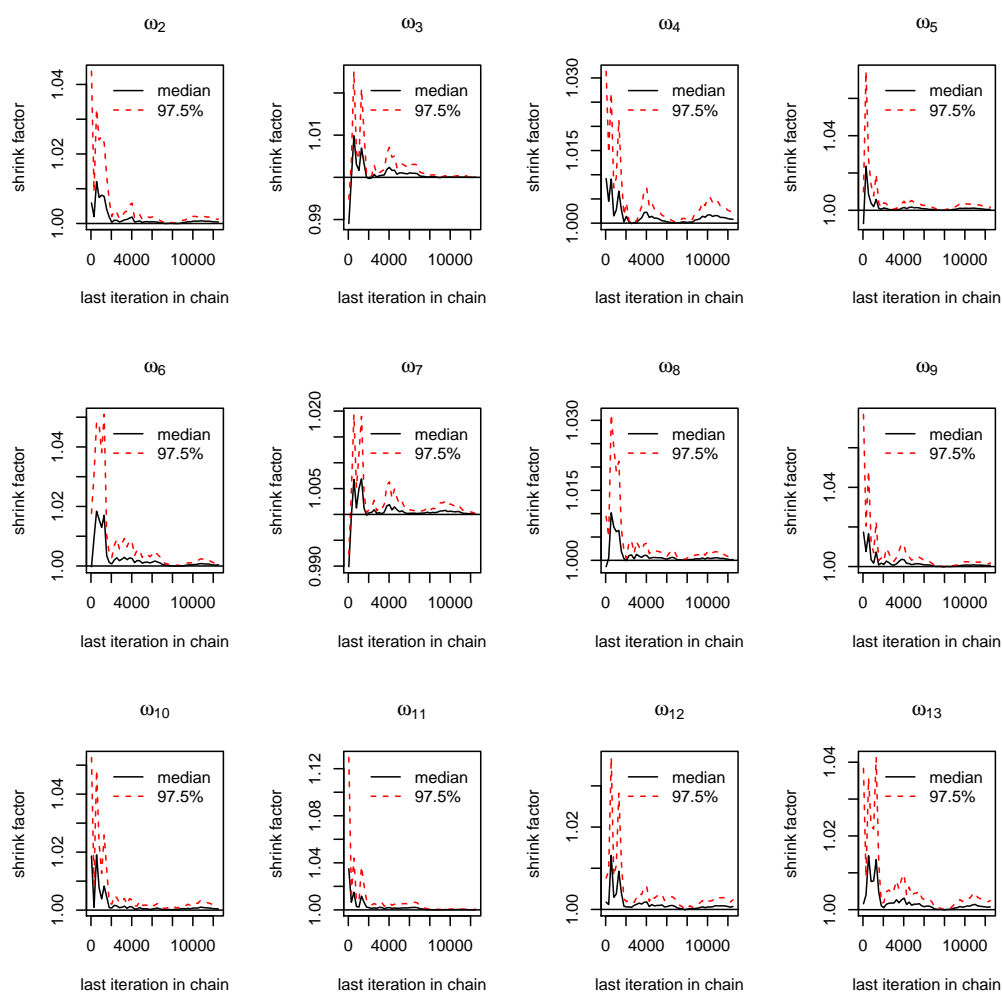 ω2
shrink factor
1.00 1.02 1.04
median
97.5%
0 4000 10000
last iteration in chain
ω3
shrink factor
0.99 1.01
median
97.5%
0 4000 10000
last iteration in chain
ω4
shrink factor
1.000 1.015 1.030
median
97.5%
0 4000 10000
last iteration in chain
ω5
shrink factor
1.00 1.04
median
97.5%
0 4000 10000
last iteration in chain
ω6
shrink factor
1.00 1.02 1.04
median
97.5%
0 4000 10000
last iteration in chain
ω7
shrink factor
0.990 1.005 1.020
median
97.5%
0 4000 10000
last iteration in chain
ω8
shrink factor
1.000 1.015 1.030
median
97.5%
0 4000 10000
last iteration in chain
ω9
shrink factor
1.00 1.04
median
97.5%
0 4000 10000
last iteration in chain
ω10
shrink factor
1.00 1.02 1.04
median
97.5%
0 4000 10000
last iteration in chain
ω11
shrink factor
1.00 1.04 1.08 1.12
median
97.5%
0 4000 10000
last iteration in chain
ω12
shrink factor
1.00 1.02
median
97.5%
0 4000 10000
last iteration in chain
ω13
shrink factor
1.00 1.02 1.04
median
97.5%
0 4000 10000
last iteration in chain